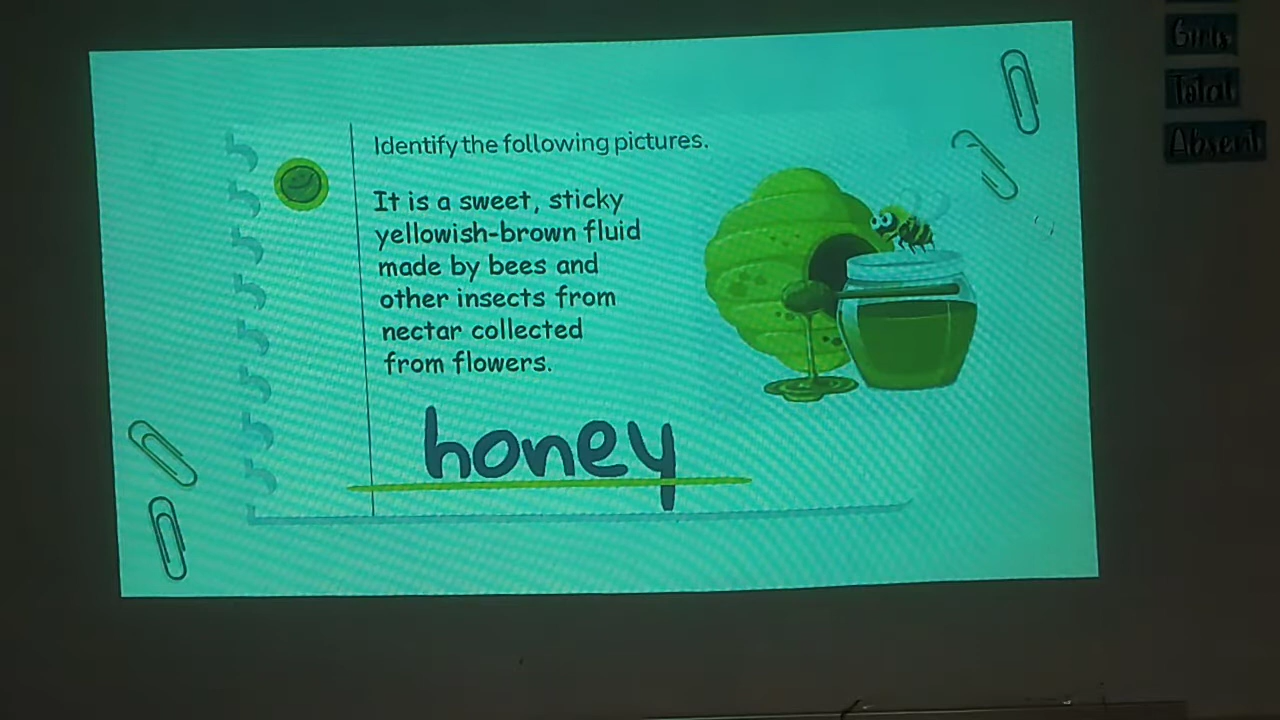 Identify the following pictures.
It is a sweet, sticky
yellowish-brown fluid
made by bees and
other insects from
nectar collected
from flowers.
honey
Girls
Total
Absent